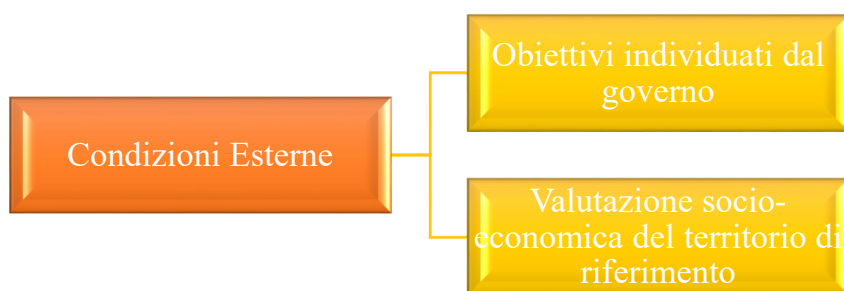 Condizioni Esterne
Obiettivi individuati dal
governo
Valutazione socio-
economica del territorio di
riferimento